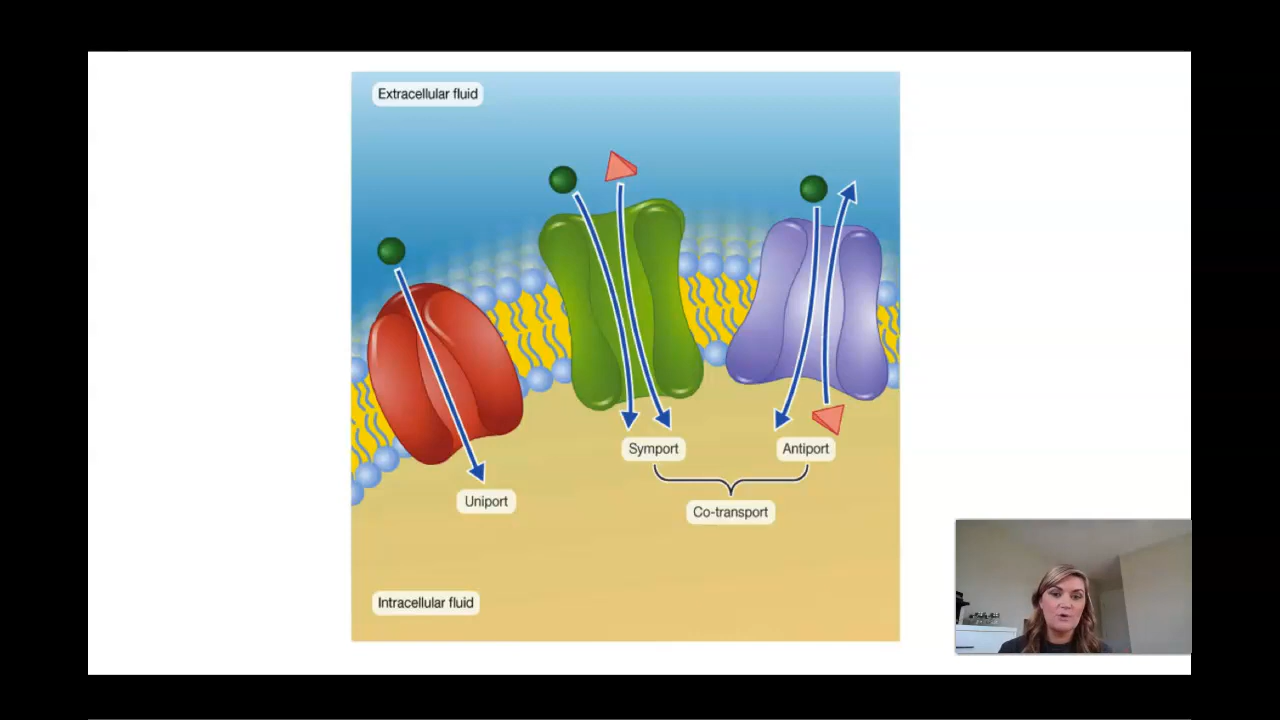 Extracellular fluid
Symport
Antiport
Uniport
Co-transport
Intracellular fluid